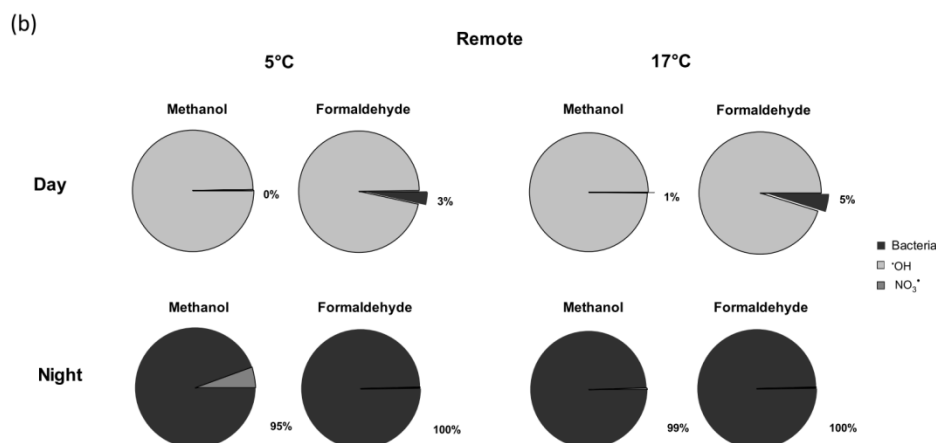 (b)
Remote
5°C
17°C
Methanol
Formaldehyde
Methanol
Formaldehyde
Day
0%
3%
1%
5%
Bacteria
•OH
NO₃•
Methanol
Formaldehyde
Methanol
Formaldehyde
Night
95%
100%
99%
100%